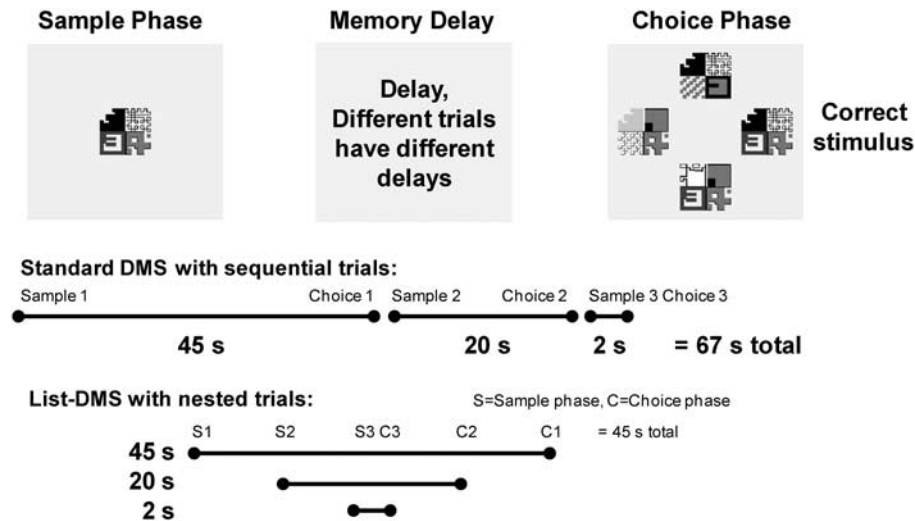 Sample Phase
Memory Delay
Choice Phase
Delay,
Different trials
have different
delays
Correct
stimulus
Standard DMS with sequential trials:
Sample 1 Choice 1 Sample 2 Choice 2 Sample 3 Choice 3
45 s 20 s 2 s = 67 s total
List-DMS with nested trials: S=Sample phase, C=Choice phase
S1 S2 S3 C3 C2 C1 = 45 s total
45 s
20 s
2 s